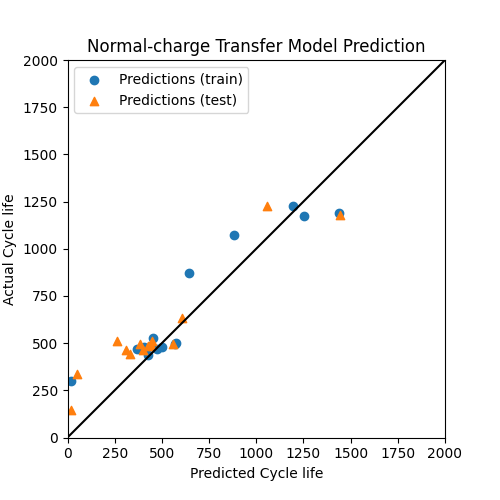 Normal-charge Transfer Model Prediction
Predictions (train)
Predictions (test)
Actual Cycle life
2000
1750
1500
1250
1000
750
500
250
0
0 250 500 750 1000 1250 1500 1750 2000
Predicted Cycle life